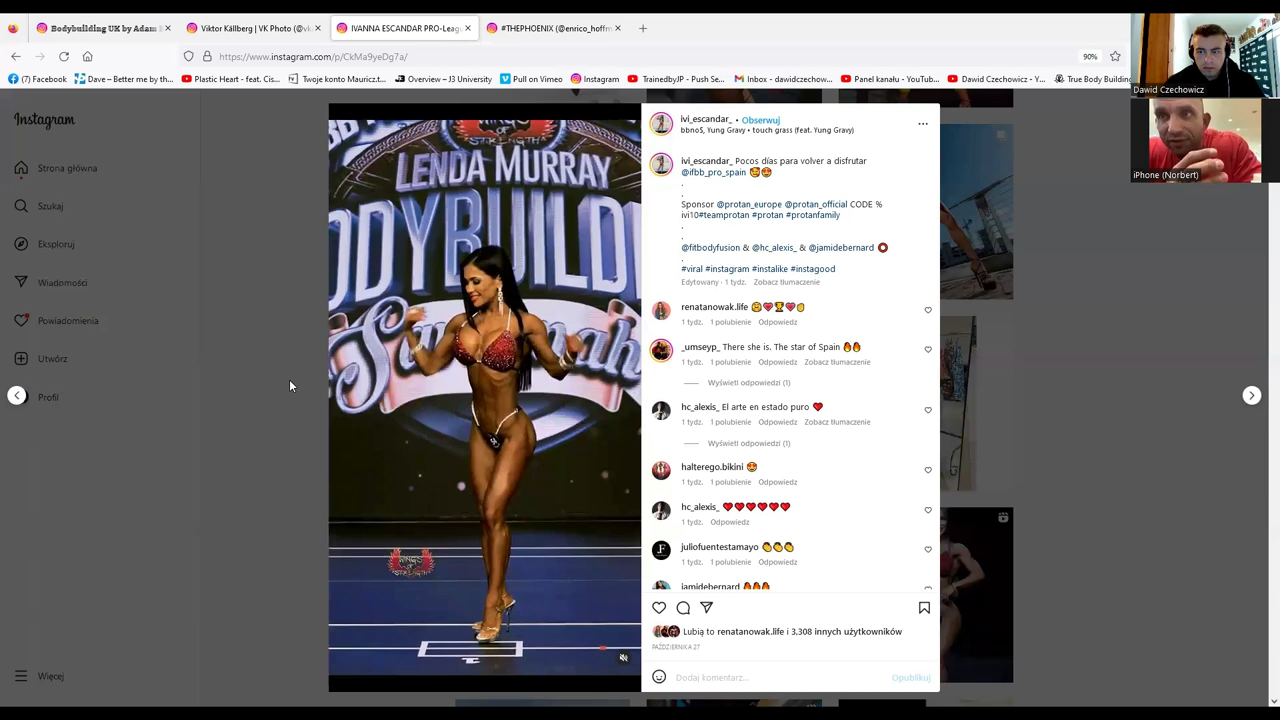 Bodybuilding UK by Adam B
Viktor Källberg | VK Photo (@vk
IVANNA ESCANDAR PRO-Leag
#THEPHOENIX (@enrico_hoffm
https://www.instagram.com/p/CkMa9yeDg7a/
90%
(7) Facebook
Dave – Better me by th...
Plastic Heart - feat. Cis...
Twoje konto Mauricz.t...
Overview – J3 University
Pull on Vimeo
Instagram
TrainedbyJP - Push Se...
Inbox - dawidczechow...
Panel kanału – YouTub...
Dawid Czechowicz - Y...
True Body Building
Dawid Czechowicz
iPhone (Norbert)
Instagram
Strona główna
Szukaj
Eksploruj
Wiadomości
Powiadomienia
Utwórz
Profil
Więcej
STRENGTH
LENDA MURRAY
ODYBUILD
Savannah
WINGS OF
STRENGTH
ivi_escandar_ • Obserwuj
bbno$, Yung Gravy • touch grass (feat. Yung Gravy)
ivi_escandar_ Pocos días para volver a disfrutar
@ifbb_pro_spain 🥰😍
.
.
Sponsor @protan_europe @protan_official CODE %
ivi10#teamprotan #protan #protanfamily
.
.
@fitbodyfusion & @hc_alexis_ & @jamidebernard ⭕
.
#viral #instagram #instalike #instagood
Edytowany · 1 tydz. Zobacz tłumaczenie
renatanowak.life 🤗💗🏆💗👏
1 tydz. 1 polubienie Odpowiedz
_umseyp_ There she is. The star of Spain 🔥🔥
1 tydz. 1 polubienie Odpowiedz Zobacz tłumaczenie
Wyświetl odpowiedzi (1)
hc_alexis_ El arte en estado puro ❤️
1 tydz. 1 polubienie Odpowiedz Zobacz tłumaczenie
Wyświetl odpowiedzi (1)
halterego.bikini 😍
1 tydz. 1 polubienie Odpowiedz
hc_alexis_ ❤️❤️❤️❤️❤️❤️
1 tydz. Odpowiedz
juliofuentestamayo 👏👏👏
1 tydz. 1 polubienie Odpowiedz
jamidebernard 🔥🔥🔥
Lubią to renatanowak.life i 3.308 innych użytkowników
PAŹDZIERNIKA 27
Dodaj komentarz...
Opublikuj